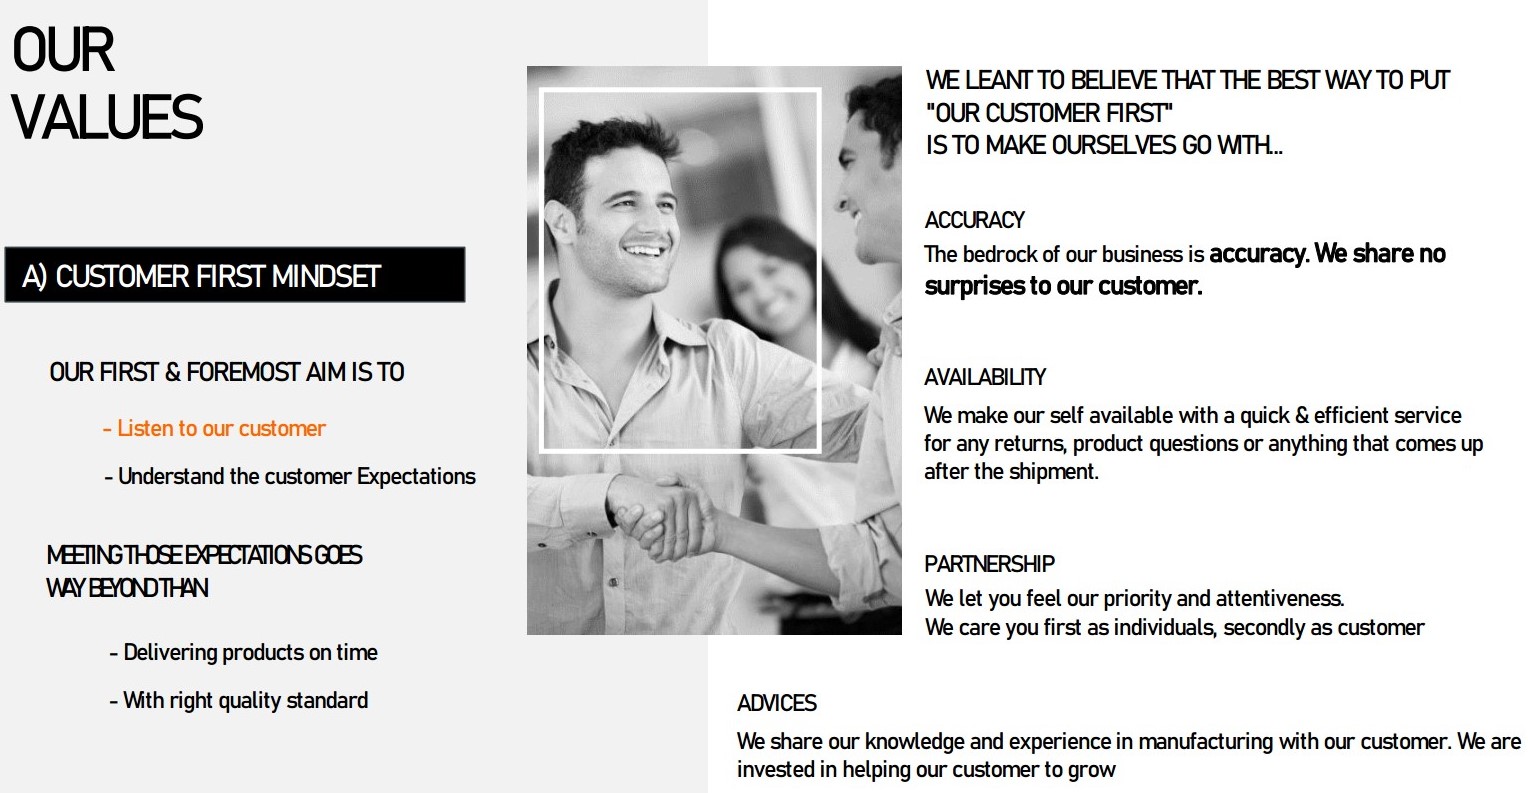 OUR
VALUES
A) CUSTOMER FIRST MINDSET
OUR FIRST & FOREMOST AIM IS TO
- Listen to our customer
- Understand the customer Expectations
MEETING THOSE EXPECTATIONS GOES
WAY BEYOND THAN
- Delivering products on time
- With right quality standard
WE LEANT TO BELIEVE THAT THE BEST WAY TO PUT
"OUR CUSTOMER FIRST"
IS TO MAKE OURSELVES GO WITH...
ACCURACY
The bedrock of our business is accuracy. We share no
surprises to our customer.
AVAILABILITY
We make our self available with a quick & efficient service
for any returns, product questions or anything that comes up
after the shipment.
PARTNERSHIP
We let you feel our priority and attentiveness.
We care you first as individuals, secondly as customer
ADVICES
We share our knowledge and experience in manufacturing with our customer. We are
invested in helping our customer to grow